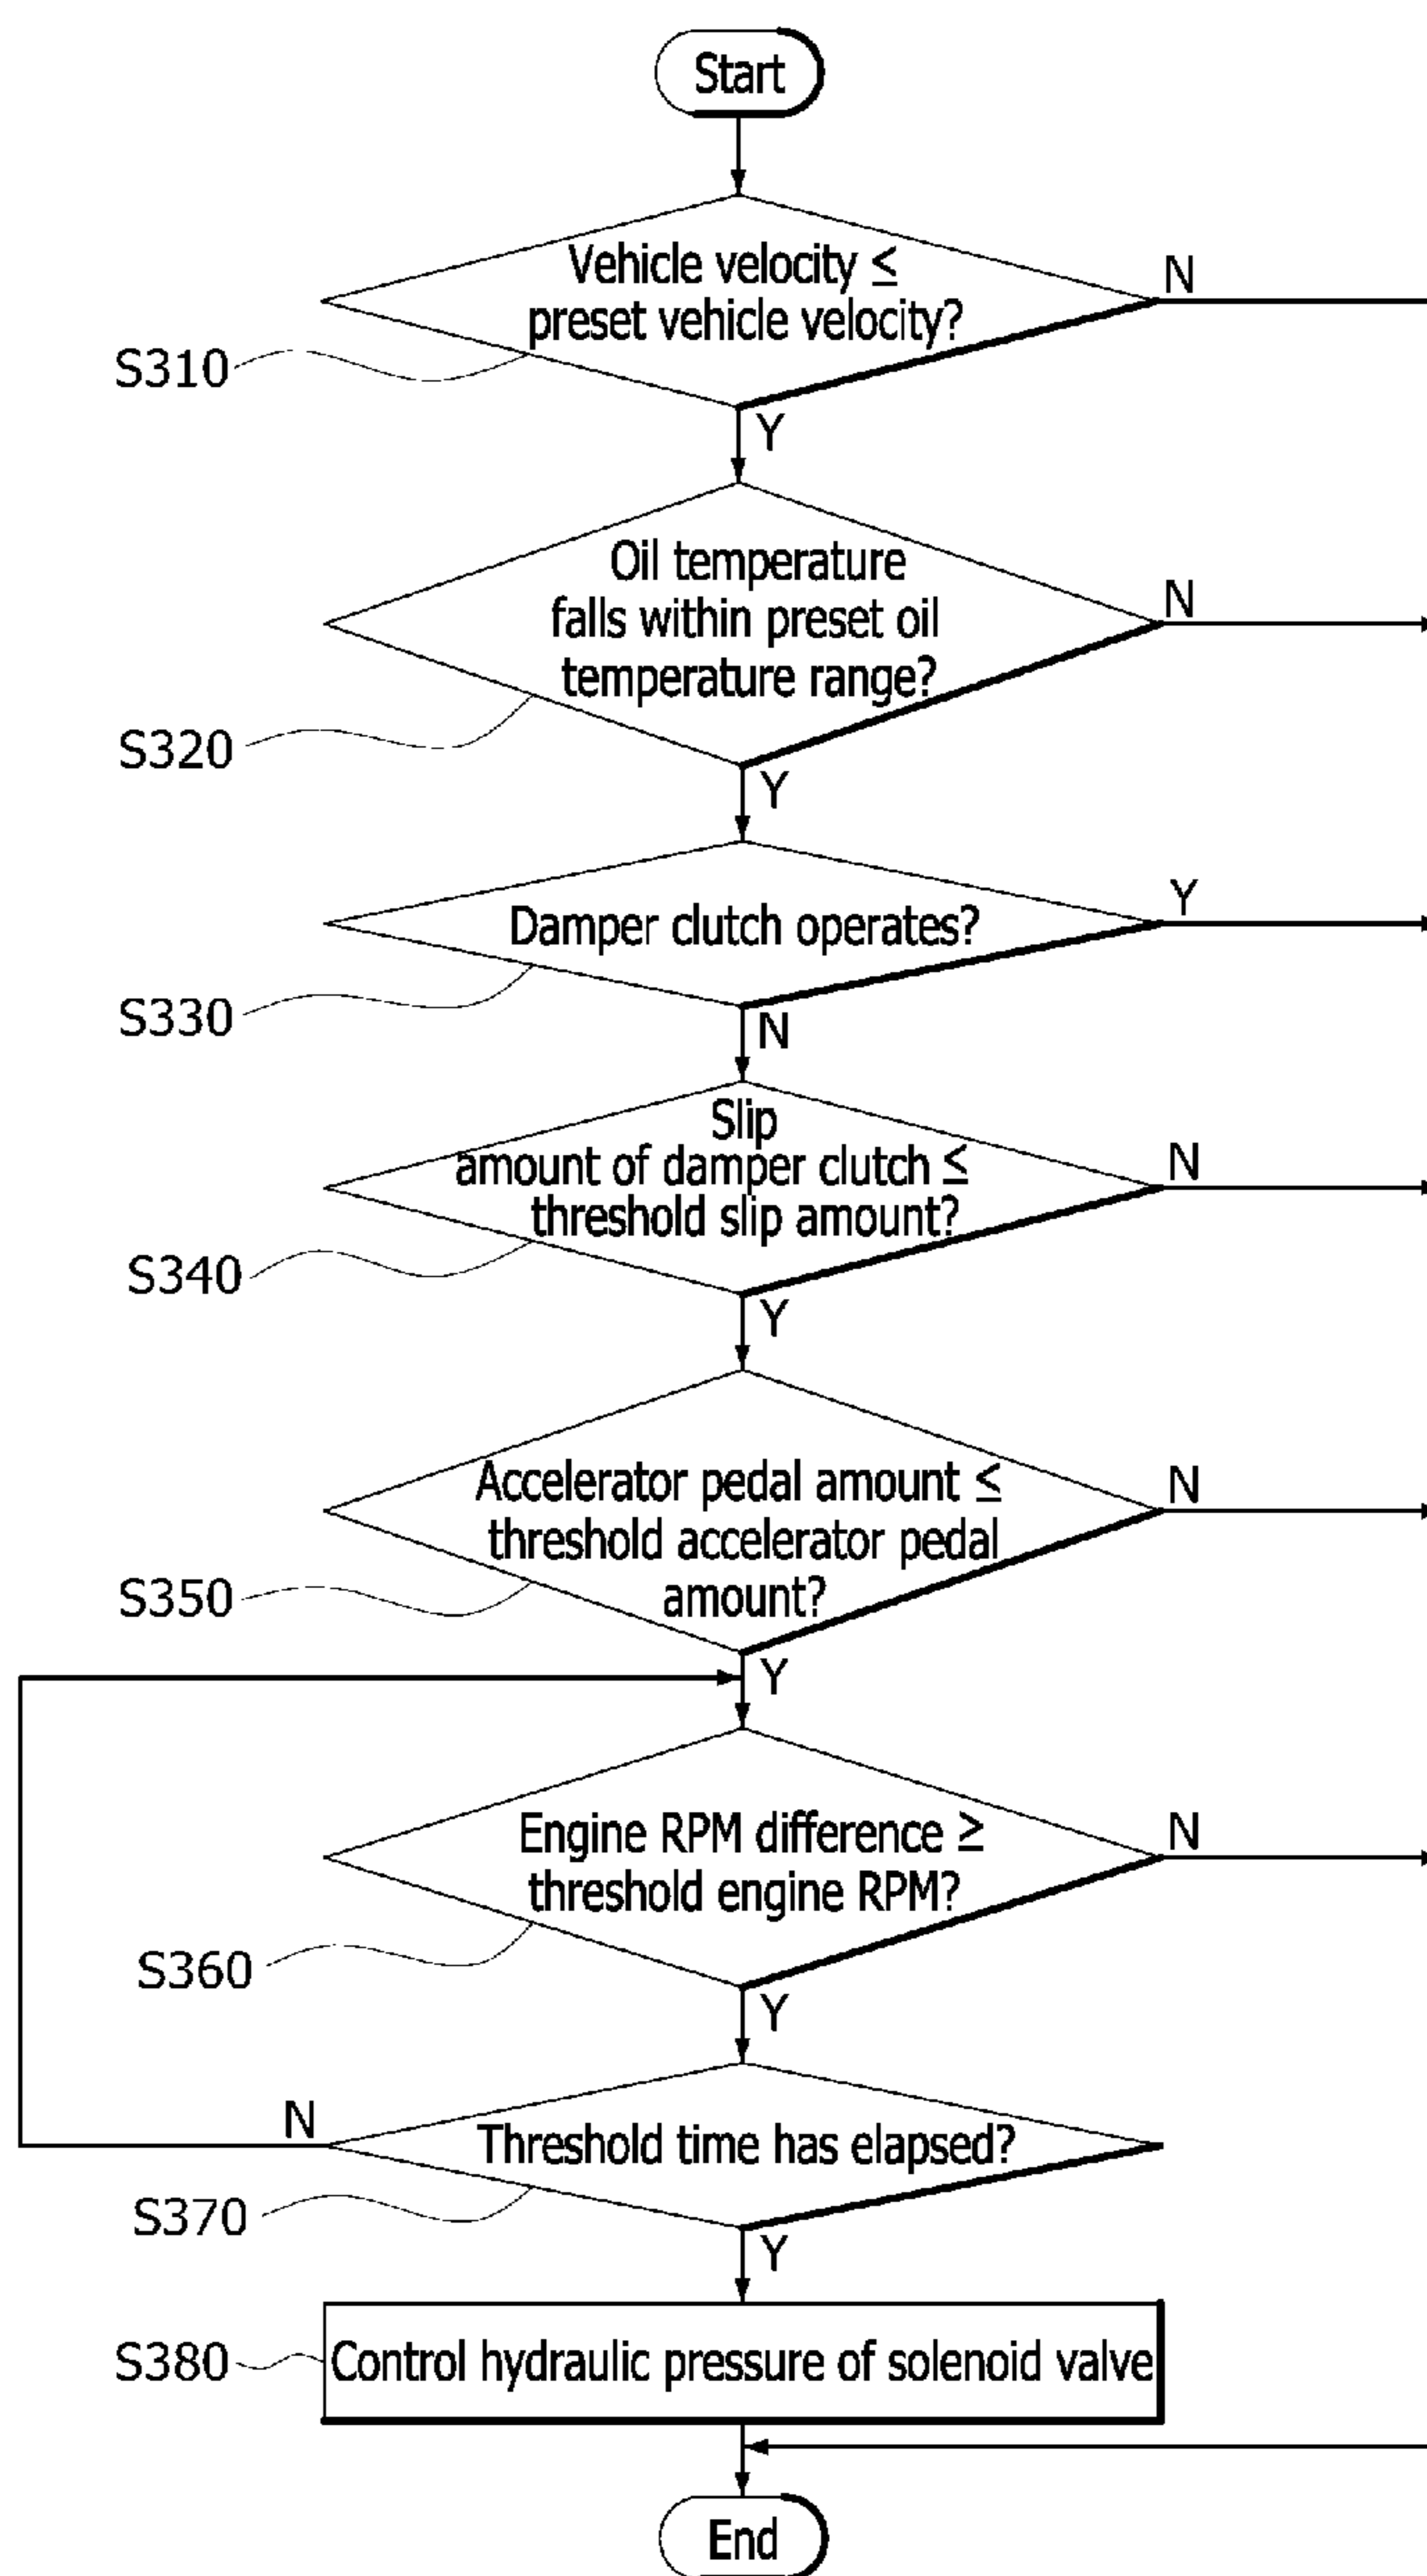 Start
Vehicle velocity ≤
preset vehicle velocity?
N
S310
Y
Oil temperature
falls within preset oil
temperature range?
N
S320
Y
Damper clutch operates?
Y
S330
N
Slip
amount of damper clutch ≤
threshold slip amount?
N
S340
Y
Accelerator pedal amount ≤
threshold accelerator pedal
amount?
N
S350
Y
Engine RPM difference ≥
threshold engine RPM?
N
S360
Y
Threshold time has elapsed?
N
S370
Y
Control hydraulic pressure of solenoid valve
S380
End